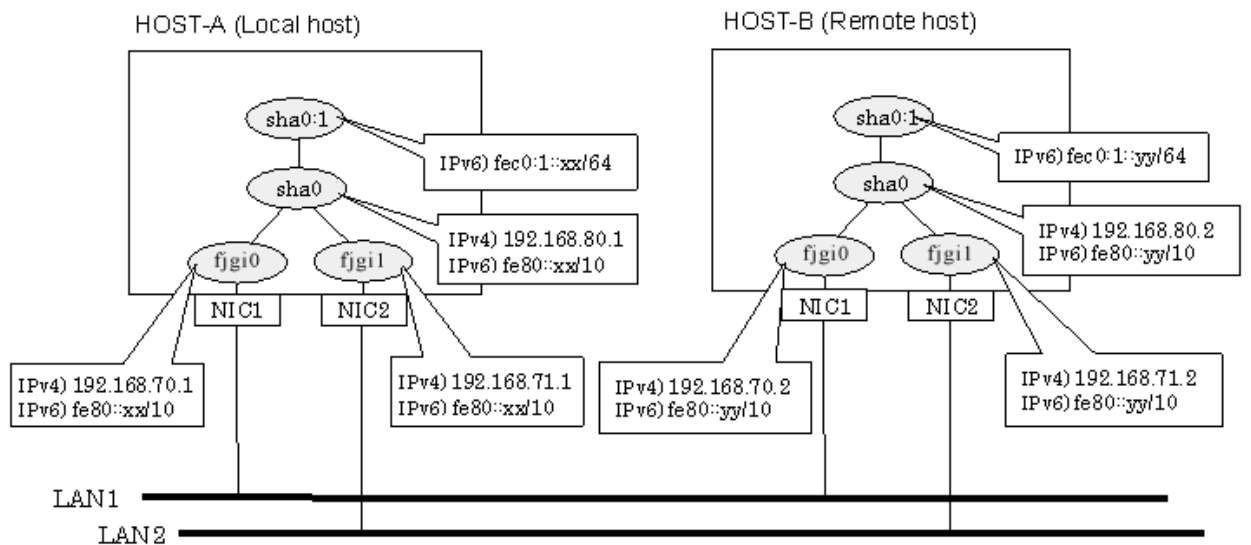 HOST-A (Local host)
HOST-B (Remote host)
sha0:1
IPv6) fec0:1::xx/64
sha0
IPv4) 192.168.80.1
IPv6) fe80::xx/10
fjgi0
fjgi1
NIC1
NIC2
IPv4) 192.168.70.1
IPv6) fe80::xx/10
IPv4) 192.168.71.1
IPv6) fe80::xx/10
sha0:1
IPv6) fec0:1::yy/64
sha0
IPv4) 192.168.80.2
IPv6) fe80::yy/10
fjgi0
fjgi1
NIC1
NIC2
IPv4) 192.168.70.2
IPv6) fe80::yy/10
IPv4) 192.168.71.2
IPv6) fe80::yy/10
LAN1
LAN2